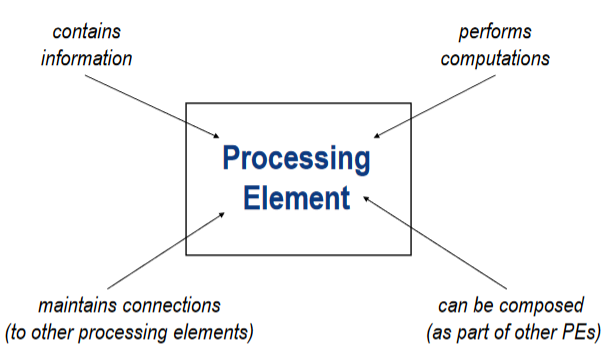 contains
information
performs
computations
Processing
Element
maintains connections
(to other processing elements)
can be composed
(as part of other PEs)